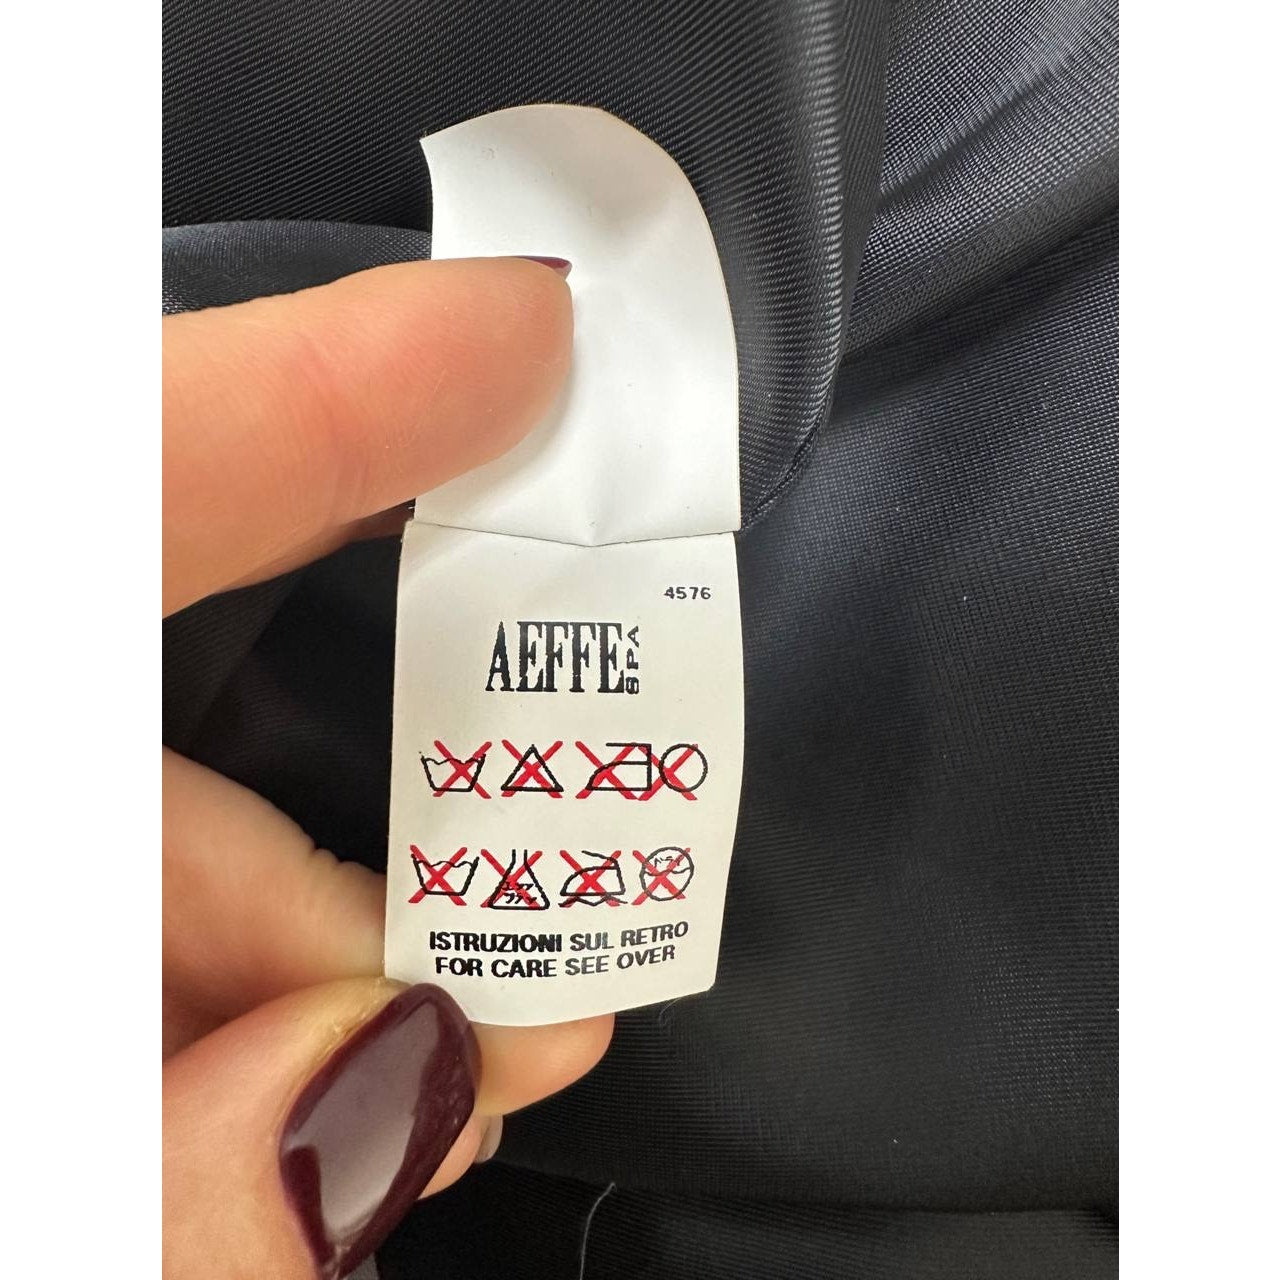 4576
AEFFE SPA
ISTRUZIONI SUL RETRO
FOR CARE SEE OVER